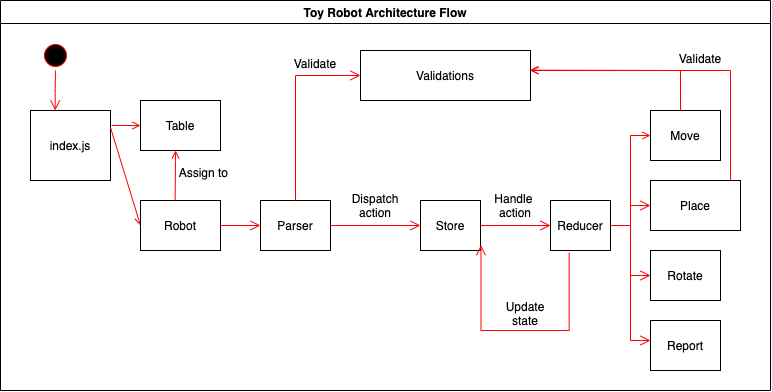 Toy Robot Architecture Flow
Validate
Validations
Validate
index.js
Table
Move
Assign to
Robot
Parser
Dispatch
action
Store
Handle
action
Reducer
Place
Update
state
Rotate
Report